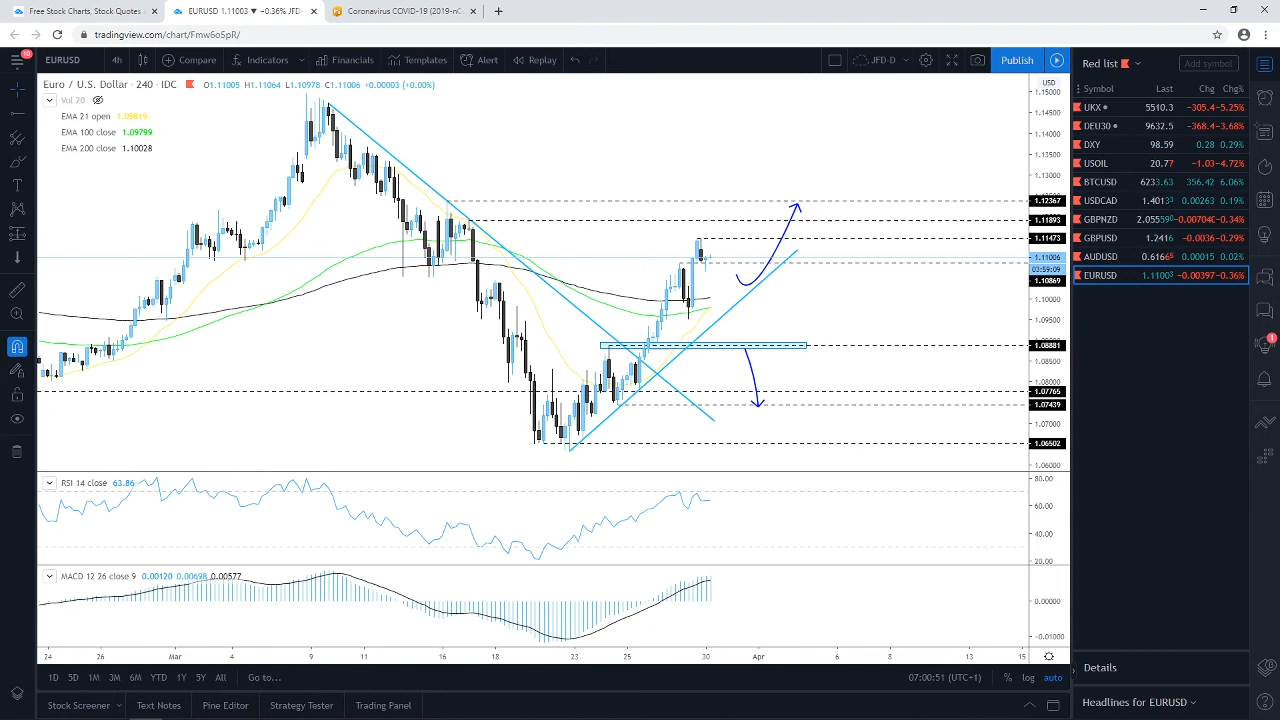 Free Stock Charts, Stock Quotes
EURUSD 1.11003 ▼ −0.36% JFD-
Coronavirus COVID-19 (2019-nC
tradingview.com/chart/Fmw6o5pR/
10
EURUSD 4h Compare Indicators Financials Templates Alert Replay JFD-D Publish
Euro / U.S. Dollar · 240 · IDC O1.11005 H1.11064 L1.10978 C1.11006 +0.00003 (+0.00%)
Vol 20
EMA 21 open 1.09819
EMA 100 close 1.09799
EMA 200 close 1.10028
USD
1.15000
1.14500
1.14000
1.13500
1.13000
1.12367
1.11893
1.11473
1.11006
03:59:09
1.10869
1.10000
1.09500
1.08881
1.08500
1.08000
1.07765
1.07439
1.07000
1.06502
1.06000
RSI 14 close 63.86
80.00
60.00
40.00
20.00
MACD 12 26 close 9 0.00120 0.00698 0.00577
0.00000
−0.01000
24 26 Mar 4 9 11 16 23 25 30 Apr 6 8 13 15
1D 5D 1M 3M 6M YTD 1Y 5Y All Go to... 07:00:51 (UTC+1) % log auto
Stock Screener Text Notes Pine Editor Strategy Tester Trading Panel
Red list Add symbol
Symbol Last Chg Chg%
UKX 5510.3 −305.4 −5.25%
DEU30 9632.5 −368.4 −3.68%
DXY 98.59 0.28 0.29%
USOIL 20.77 −1.03 −4.72%
BTCUSD 6233.63 356.42 6.06%
USDCAD 1.4013³ 0.00263 0.19%
GBPNZD 2.05559⁰ −0.00704 −0.34%
GBPUSD 1.2416 −0.0036 −0.29%
AUDUSD 0.6166⁵ 0.00015 0.02%
EURUSD 1.1100³ −0.00397 −0.36%
1
Details
Headlines for EURUSD